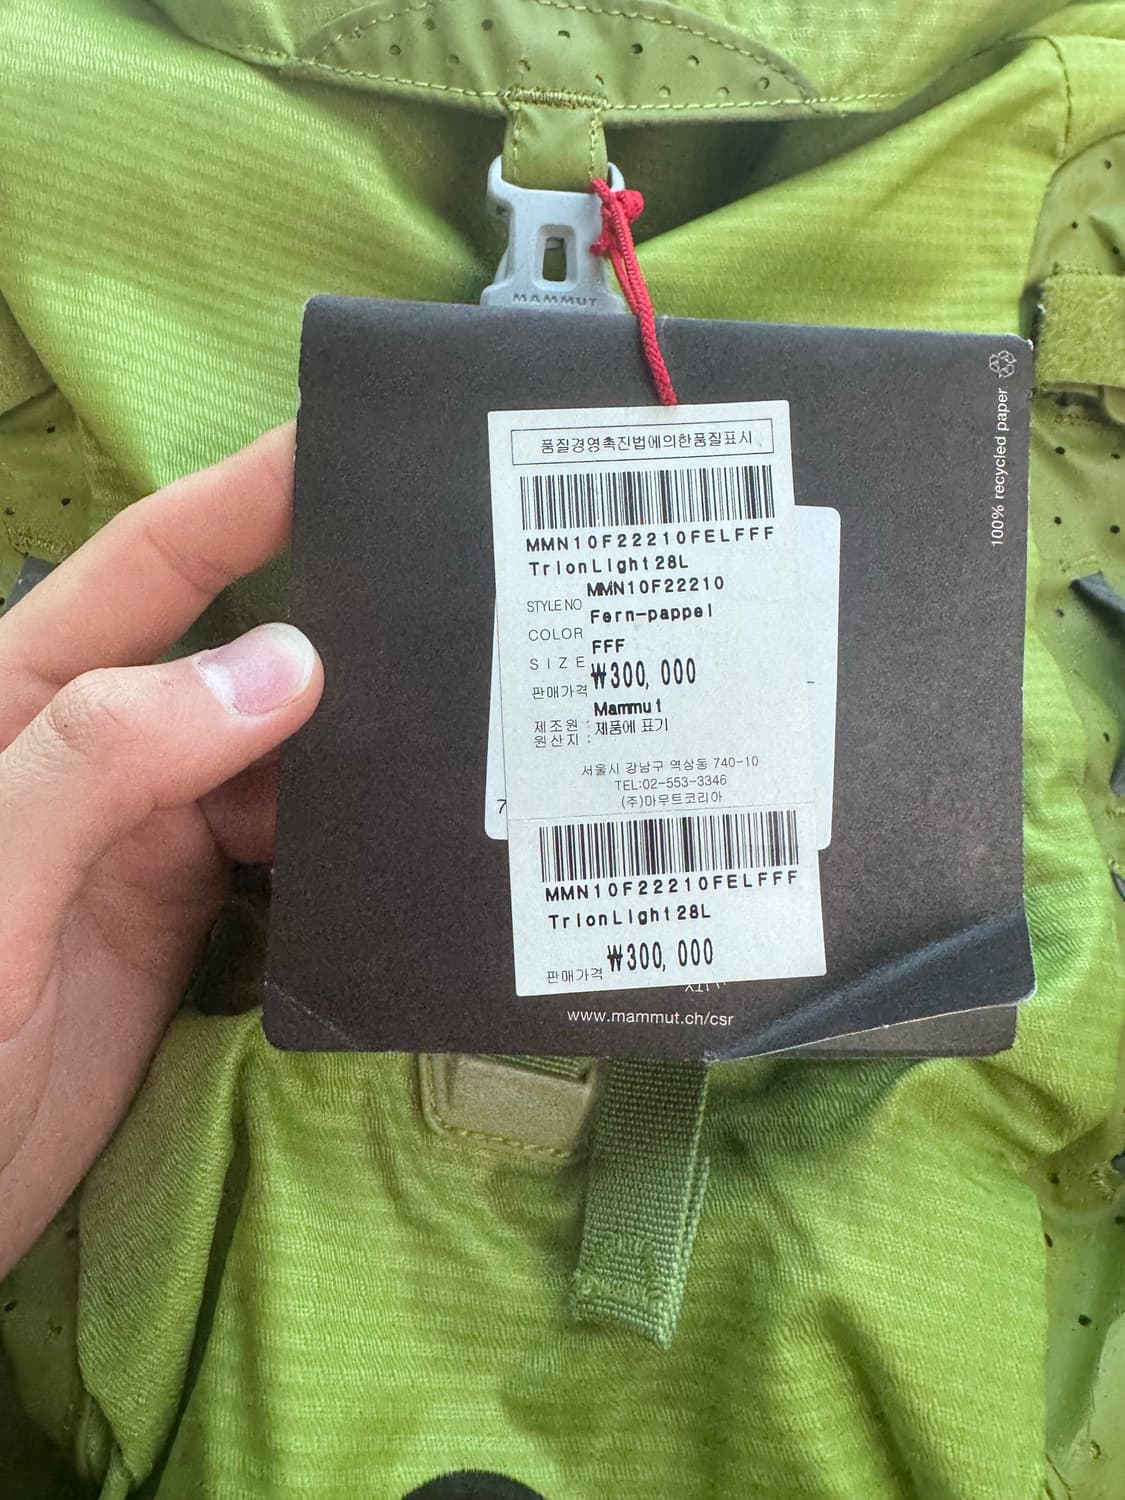 MAMMUT
100% recycled paper
품질경영촉진법에의한품질표시
MMN10F22210FELFFF
TrionLight28L
STYLE NO MMN10F22210
COLOR Fern-pappel
SIZE FFF
판매가격 ₩300,000
제조원 : Mammut
원산지 : 제품에 표기
서울시 강남구 역삼동 740-10
TEL:02-553-3346
(주)마우트코리아
7
MMN10F22210FELFFF
TrionLight28L
판매가격 ₩300,000
www.mammut.ch/csr